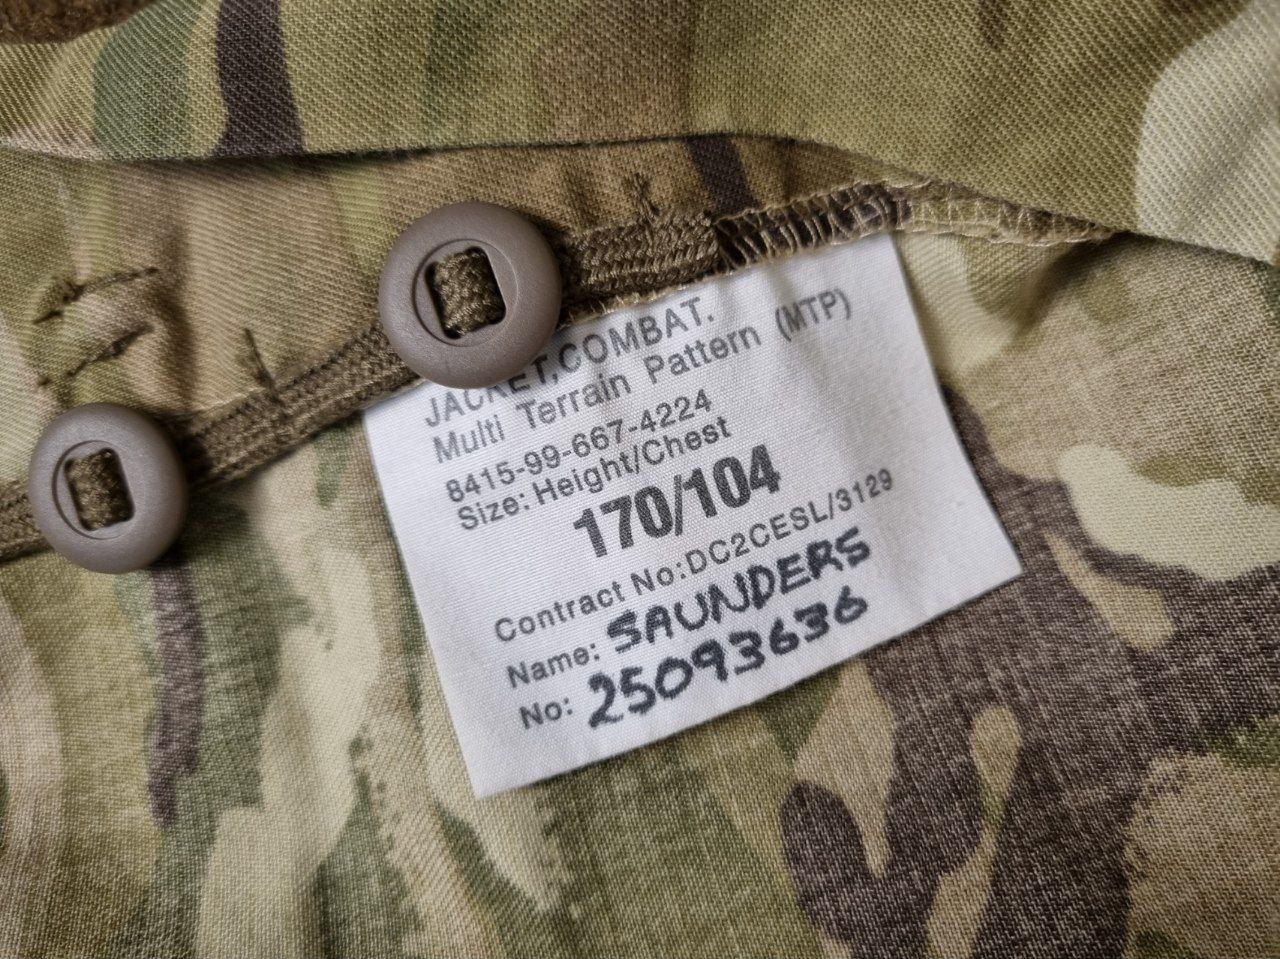 JACKET,COMBAT.
Multi Terrain Pattern (MTP)
8415-99-667-4224
Size: Height/Chest
170/104
Contract No:DC2CESL/3129
Name: SAUNDERS
No: 25093636